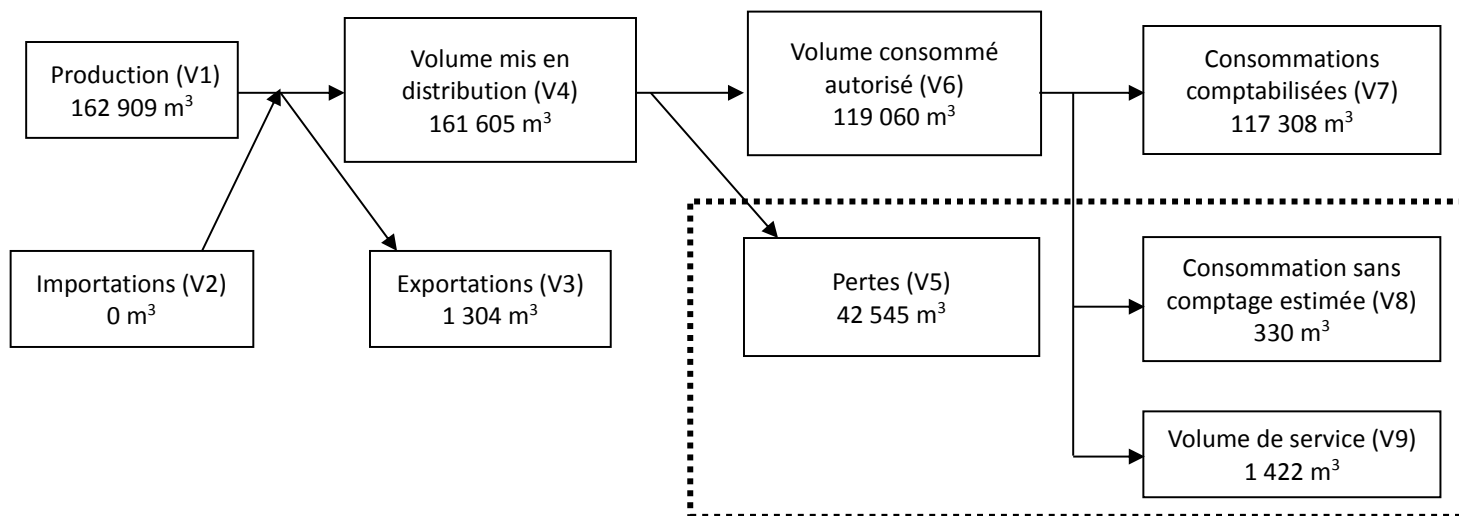 Production (V1)
162 909 m³
Volume mis en
distribution (V4)
161 605 m³
Volume consommé
autorisé (V6)
119 060 m³
Consommations
comptabilisées (V7)
117 308 m³
Importations (V2)
0 m³
Exportations (V3)
1 304 m³
Pertes (V5)
42 545 m³
Consommation sans
comptage estimée (V8)
330 m³
Volume de service (V9)
1 422 m³